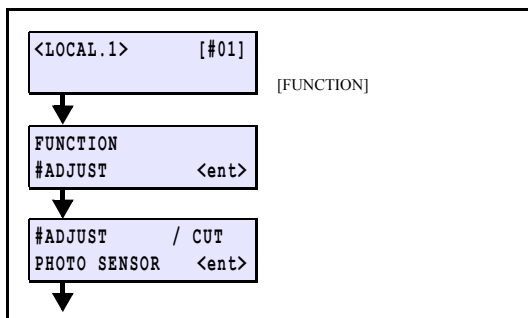 <LOCAL.1> [#01]
[FUNCTION]
FUNCTION
#ADJUST <ent>
#ADJUST / CUT
PHOTO SENSOR <ent>